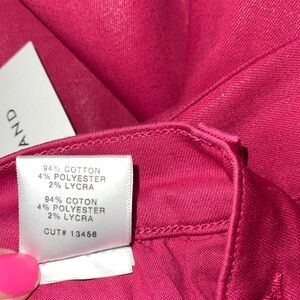 AND
94% COTTON
4% POLYESTER
2% LYCRA
94% COTTON
4% POLYESTER
2% LYCRA
CUT# 13456